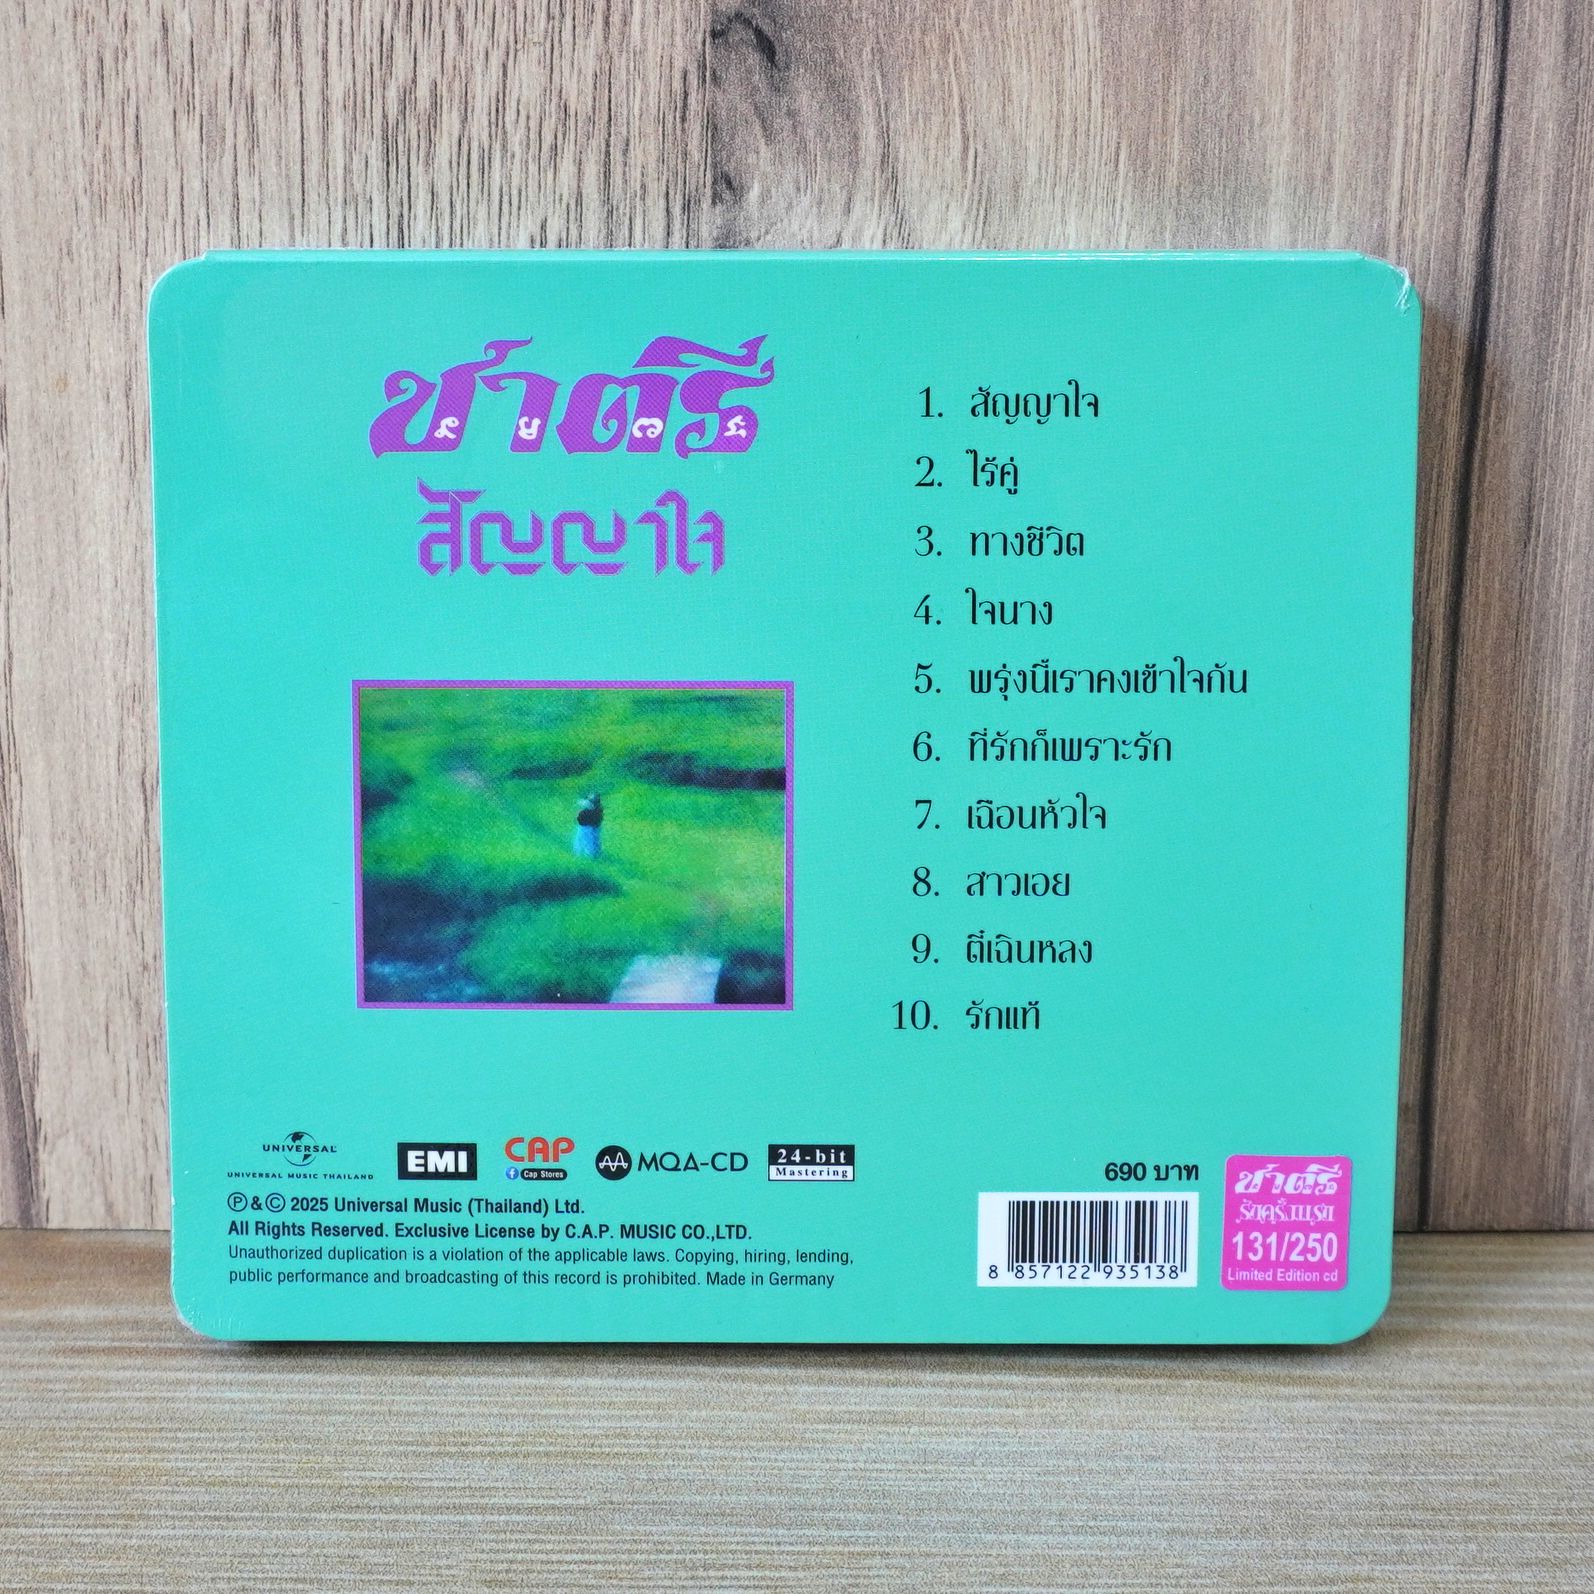 ชาตรี
สัญญาใจ
1. สัญญาใจ
2. ไร้คู่
3. ทางชีวิต
4. ใจนาง
5. พรุ่งนี้เราคงเข้าใจกัน
6. ที่รักก็เพราะรัก
7. เฉือนหัวใจ
8. สาวเอย
9. ตี๋เฉินหลง
10. รักแท้
UNIVERSAL
UNIVERSAL MUSIC THAILAND
EMI
CAP
Cap Stores
MQA-CD
24-bit
Mastering
Ⓟ & © 2025 Universal Music (Thailand) Ltd.
All Rights Reserved. Exclusive License by C.A.P. MUSIC CO.,LTD.
Unauthorized duplication is a violation of the applicable laws. Copying, hiring, lending,
public performance and broadcasting of this record is prohibited. Made in Germany
690 บาท
8 857122 935138
ชาตรี
รักครั้งแรก
131/250
Limited Edition cd